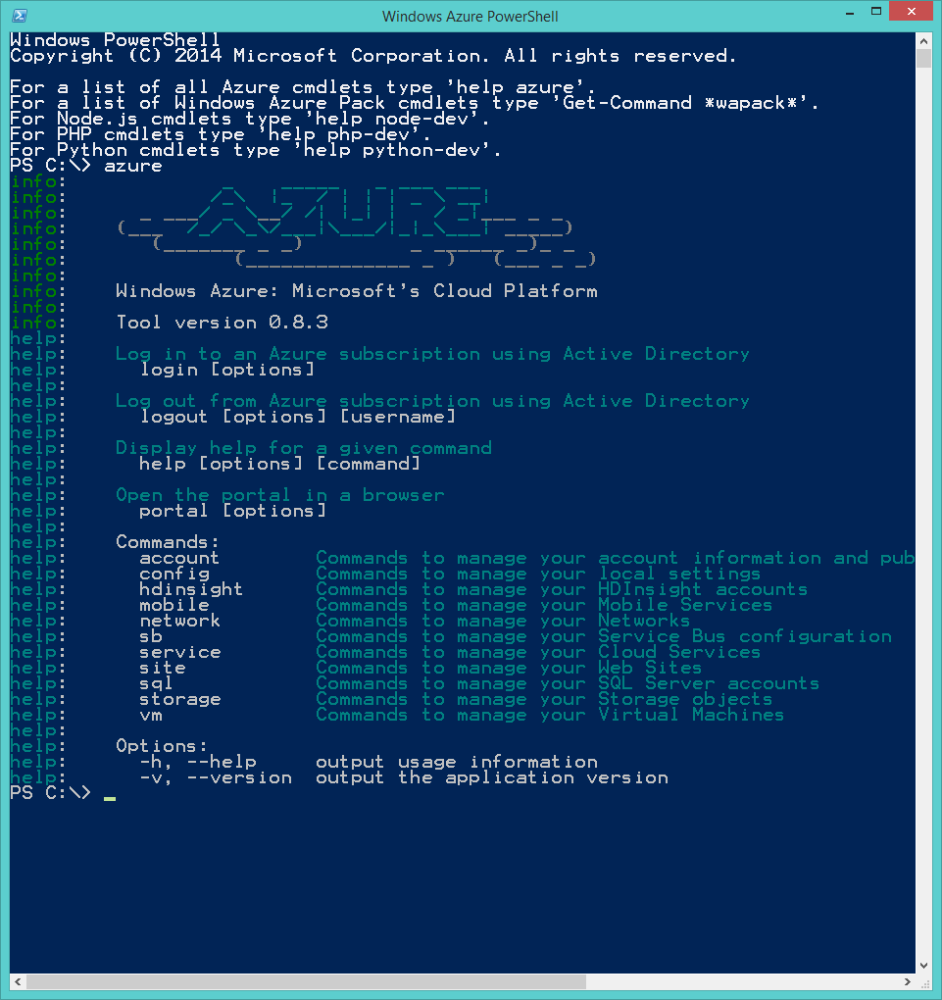 Windows Azure PowerShell
Windows PowerShell
Copyright (C) 2014 Microsoft Corporation. All rights reserved.
For a list of all Azure cmdlets type 'help azure'.
For a list of Windows Azure Pack cmdlets type 'Get-Command *wapack*'.
For Node.js cmdlets type 'help node-dev'.
For PHP cmdlets type 'help php-dev'.
For Python cmdlets type 'help python-dev'.
PS C:\> azure
info:
info:
info:
info: AZURE
info:
info:
info:
info: Windows Azure: Microsoft's Cloud Platform
info:
info: Tool version 0.8.3
help:
help: Log in to an Azure subscription using Active Directory
help: login [options]
help:
help: Log out from Azure subscription using Active Directory
help: logout [options] [username]
help:
help: Display help for a given command
help: help [options] [command]
help:
help: Open the portal in a browser
help: portal [options]
help:
help: Commands:
help: account Commands to manage your account information and pub
help: config Commands to manage your local settings
help: hdinsight Commands to manage your HDInsight accounts
help: mobile Commands to manage your Mobile Services
help: network Commands to manage your Networks
help: sb Commands to manage your Service Bus configuration
help: service Commands to manage your Cloud Services
help: site Commands to manage your Web Sites
help: sql Commands to manage your SQL Server accounts
help: storage Commands to manage your Storage objects
help: vm Commands to manage your Virtual Machines
help:
help: Options:
help: -h, --help output usage information
help: -v, --version output the application version
PS C:\>